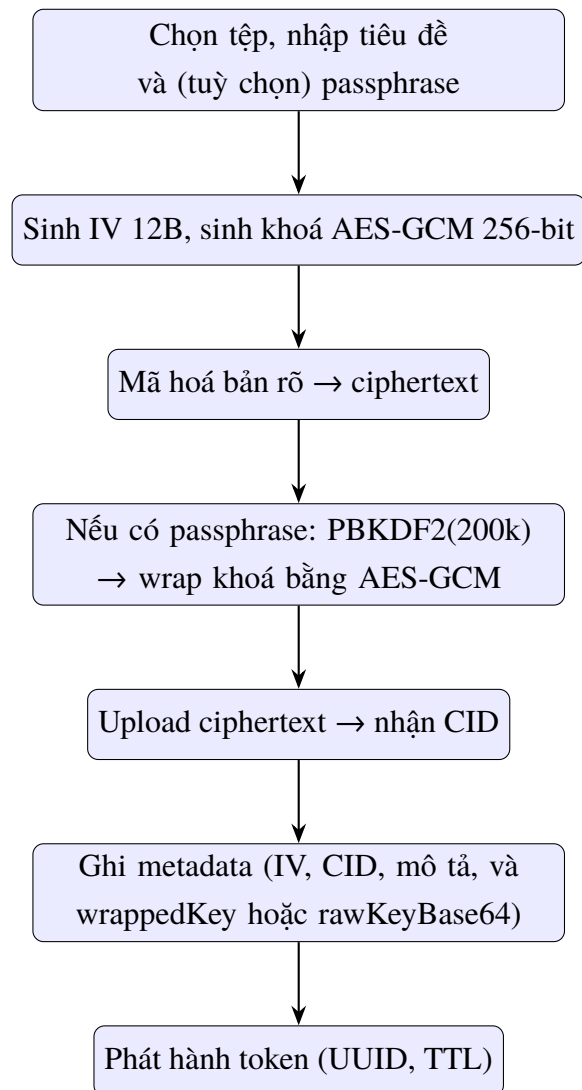 Chọn tệp, nhập tiêu đề
và (tuỳ chọn) passphrase
Sinh IV 12B, sinh khoá AES-GCM 256-bit
Mã hoá bản rõ → ciphertext
Nếu có passphrase: PBKDF2(200k)
→ wrap khoá bằng AES-GCM
Upload ciphertext → nhận CID
Ghi metadata (IV, CID, mô tả, và
wrappedKey hoặc rawKeyBase64)
Phát hành token (UUID, TTL)